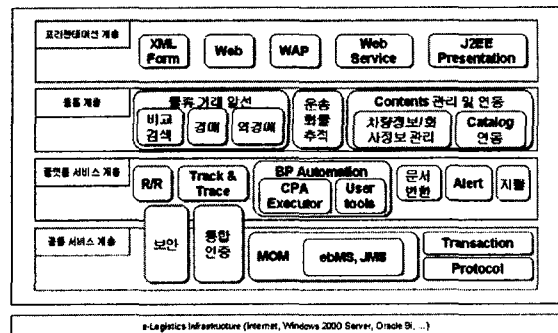 프리젠테이션 계층
XML Form
Web
WAP
Web Service
J2EE Presentation
물류 계층
물류 거래 알선
비교 검색
경매
역경매
운송 화물 추적
Contents 관리 및 연동
차량정보/회사정보 관리
Catalog 연동
플랫폼 서비스 계층
R/R
Track & Trace
BP Automation
CPA Executor
User tools
문서 변환
Alert
지불
공통 서비스 계층
보안
통합 인증
MOM
ebMS, JMS
Transaction
Protocol
e-Logistics Infrastructure (Internet, Windows 2000 Server, Oracle 9i, ...)